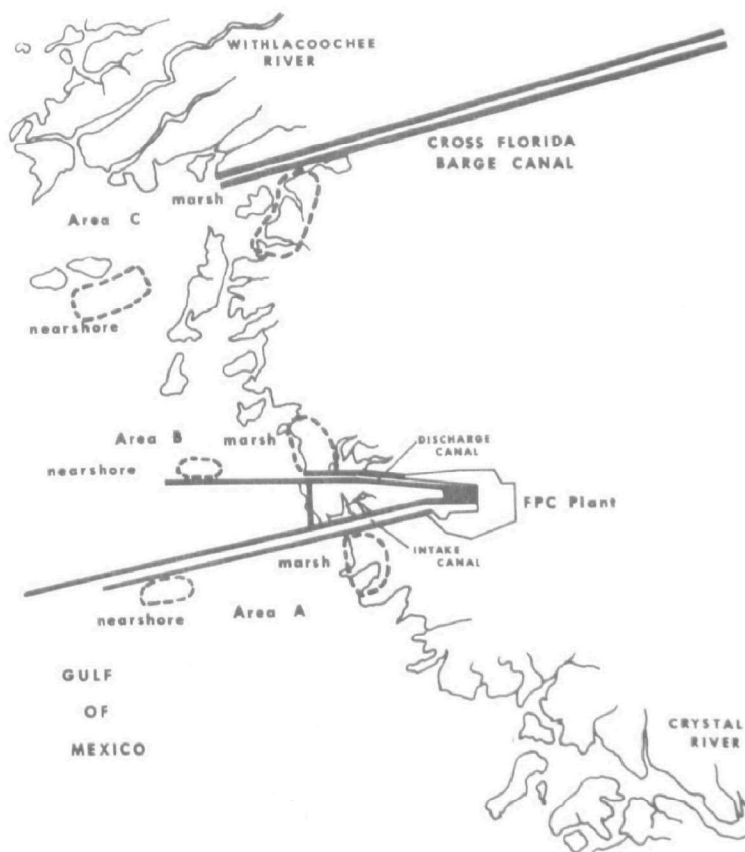 WITHLACOOCHEE
RIVER
CROSS FLORIDA
BARGE CANAL
marsh
Area C
nearshore
Area B
marsh
DISCHARGE
CANAL
nearshore
FPC Plant
INTAKE
CANAL
marsh
nearshore
Area A
GULF
OF
MEXICO
CRYSTAL
RIVER